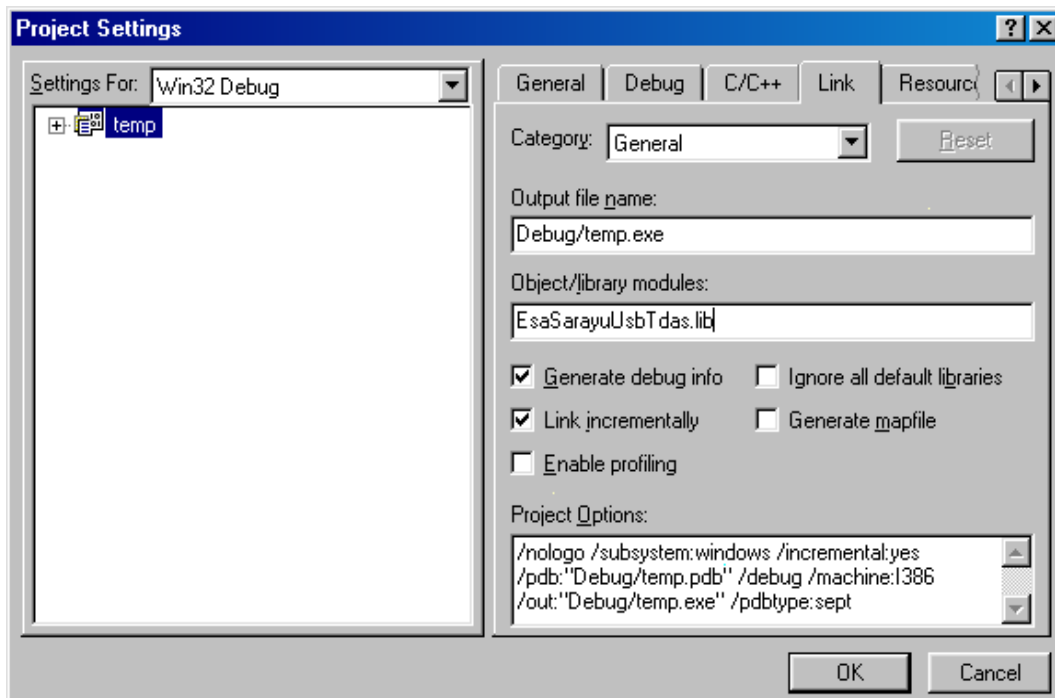 Project Settings
Settings For: Win32 Debug
temp
General Debug C/C++ Link
Category: General Reset
Output file name:
Debug/temp.exe
Object/library modules:
EsaSarayuUsbTdas.lib
Generate debug info Ignore all default libraries
Link incrementally Generate mapfile
Enable profiling
Project Options:
/nologo /subsystem:windows /incremental:yes
/pdb:"Debug/temp.pdb" /debug /machine:I386
/out:"Debug/temp.exe" /pdbtype:sept
OK Cancel